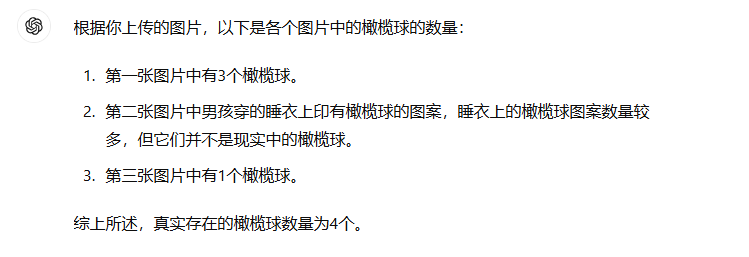 根据你上传的图片，以下是各个图片中的橄榄球的数量：
1. 第一张图片中有3个橄榄球。
2. 第二张图片中男孩穿的睡衣上印有橄榄球的图案，睡衣上的橄榄球图案数量较
多，但它们并不是现实中的橄榄球。
3. 第三张图片中有1个橄榄球。
综上所述，真实存在的橄榄球数量为4个。